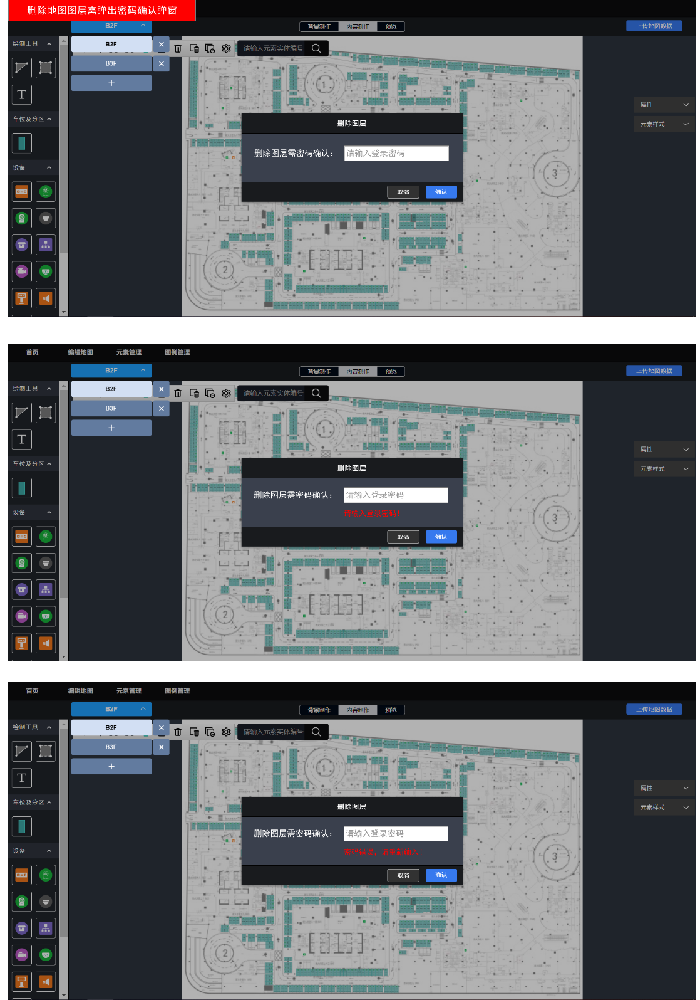 删除地图图层需弹出密码确认弹窗
B2F
背景制作 内容制作 预览
上传地图数据
绘制工具
B2F
请输入元素实体编号
B3F
+
T
车位及分区
设备
属性
元素样式
1
2
3
删除图层
删除图层需密码确认：
请输入登录密码
取消
确认
首页 编辑地图 元素管理 图例管理
B2F
背景制作 内容制作 预览
上传地图数据
绘制工具
B2F
请输入元素实体编号
B3F
+
T
车位及分区
设备
属性
元素样式
1
2
3
删除图层
删除图层需密码确认：
请输入登录密码
请输入登录密码！
取消
确认
首页 编辑地图 元素管理 图例管理
B2F
背景制作 内容制作 预览
上传地图数据
绘制工具
B2F
请输入元素实体编号
B3F
+
T
车位及分区
设备
属性
元素样式
1
2
3
删除图层
删除图层需密码确认：
请输入登录密码
密码错误，请重新输入！
取消
确认